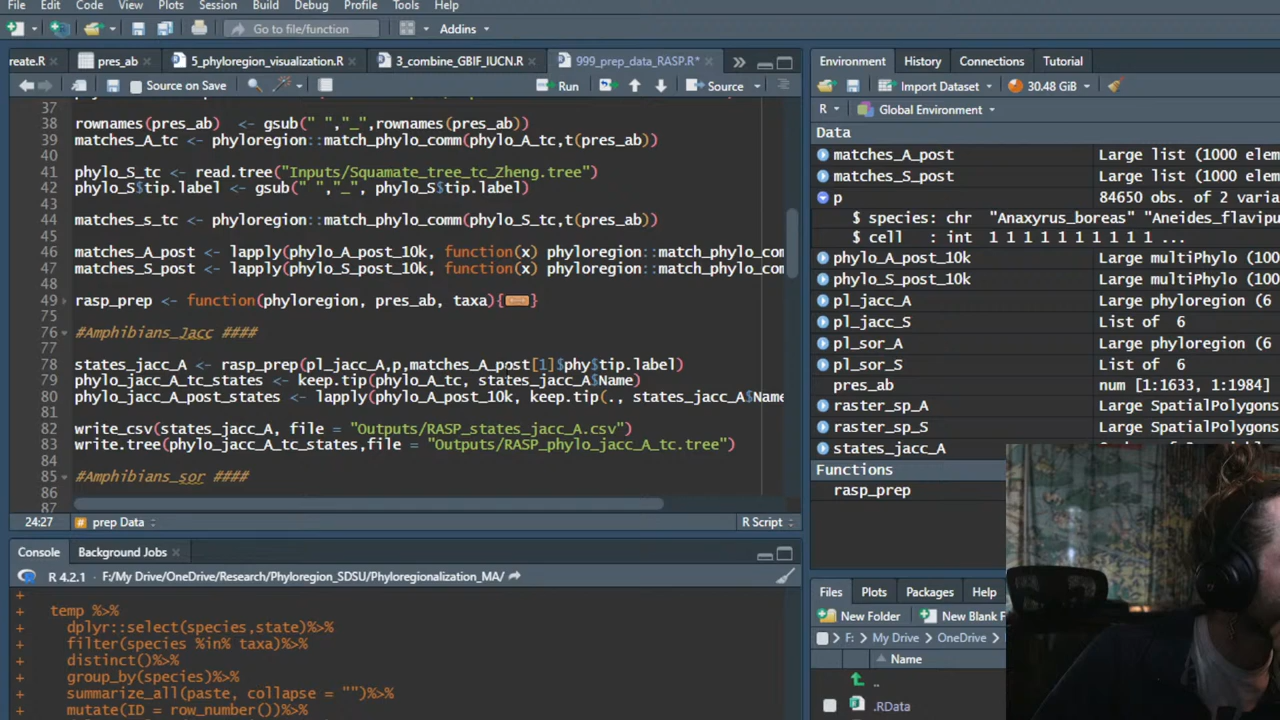 File Edit Code View Plots Session Build Debug Profile Tools Help
Go to file/function Addins
reate.R pres_ab 5_phyloregion_visualization.R 3_combine_GBIF_IUCN.R 999_prep_data_RASP.R*
Source on Save Run Source
37
38 rownames(pres_ab) <- gsub(" ","_",rownames(pres_ab))
39 matches_A_tc <- phyloregion::match_phylo_comm(phylo_A_tc,t(pres_ab))
40
41 phylo_S_tc <- read.tree("Inputs/Squamate_tree_tc_Zheng.tree")
42 phylo_S$tip.label <- gsub(" ","_", phylo_S$tip.label)
43
44 matches_s_tc <- phyloregion::match_phylo_comm(phylo_S_tc,t(pres_ab))
45
46 matches_A_post <- lapply(phylo_A_post_10k, function(x) phyloregion::match_phylo_com
47 matches_S_post <- lapply(phylo_S_post_10k, function(x) phyloregion::match_phylo_com
48
49 rasp_prep <- function(phyloregion, pres_ab, taxa){ }
75
76 #Amphibians_Jacc ####
77
78 states_jacc_A <- rasp_prep(pl_jacc_A,p,matches_A_post[1]$phy$tip.label)
79 phylo_jacc_A_tc_states <- keep.tip(phylo_A_tc, states_jacc_A$Name)
80 phylo_jacc_A_post_states <- lapply(phylo_A_post_10k, keep.tip(., states_jacc_A$Name
81
82 write_csv(states_jacc_A, file = "Outputs/RASP_states_jacc_A.csv")
83 write.tree(phylo_jacc_A_tc_states,file = "Outputs/RASP_phylo_jacc_A_tc.tree")
84
85 #Amphibians_sor ####
86
87
24:27 prep Data R Script
Console Background Jobs
R 4.2.1 · F:/My Drive/OneDrive/Research/Phyloregion_SDSU/Phyloregionalization_MA/
+
+ temp %>%
+ dplyr::select(species,state)%>%
+ filter(species %in% taxa)%>%
+ distinct()%>%
+ group_by(species)%>%
+ summarize_all(paste, collapse = "")%>%
+ mutate(ID = row_number())%>%
Environment History Connections Tutorial
Import Dataset 30.48 GiB
R Global Environment
Data
matches_A_post Large list (1000 elem
matches_S_post Large list (1000 elem
p 84650 obs. of 2 varia
$ species: chr "Anaxyrus_boreas" "Aneides_flavipu
$ cell : int 1 1 1 1 1 1 1 1 1 1 ...
phylo_A_post_10k Large multiPhylo (100
phylo_S_post_10k Large multiPhylo (100
pl_jacc_A Large phyloregion (6
pl_jacc_S List of 6
pl_sor_A Large phyloregion (6
pl_sor_S List of 6
pres_ab num [1:1633, 1:1984]
raster_sp_A Large SpatialPolygons
raster_sp_S Large SpatialPolygons
states_jacc_A
Functions
rasp_prep
Files Plots Packages Help
New Folder New Blank F
F: My Drive OneDrive
Name
..
.RData